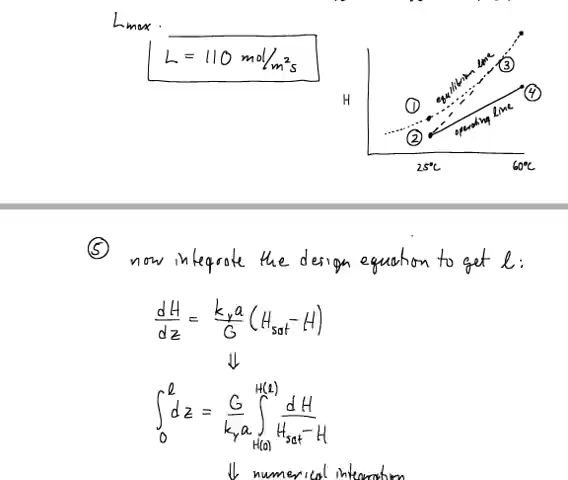 Lmax.
L = 110 mol/m²s
H
①
②
③
④
equilibrium line
operating line
25°C
60°C
⑤ now integrate the design equation to get l:
dH/dz = kya/G (Hsat - H)
⇓
∫₀ˡ dz = G/kya ∫H(0)H(l) dH/Hsat - H
⇓ numerical integration